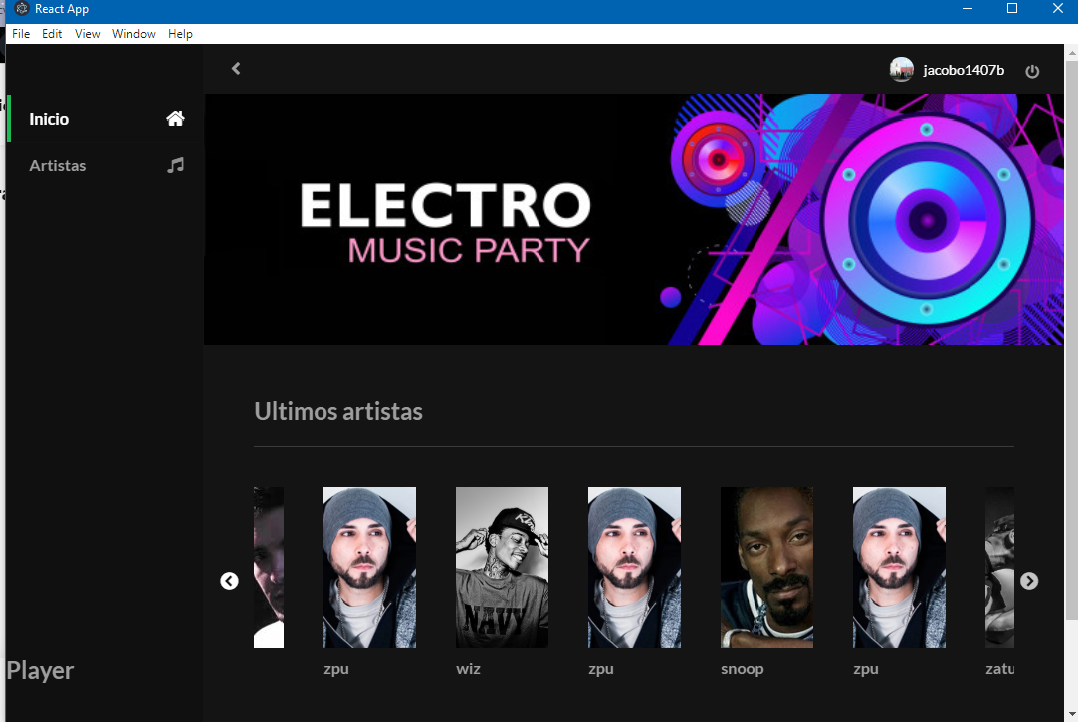 React App
File Edit View Window Help
jacobo1407b
Inicio
Artistas
ELECTRO
MUSIC PARTY
Ultimos artistas
NAVY
zpu wiz zpu snoop zpu zatu
Player